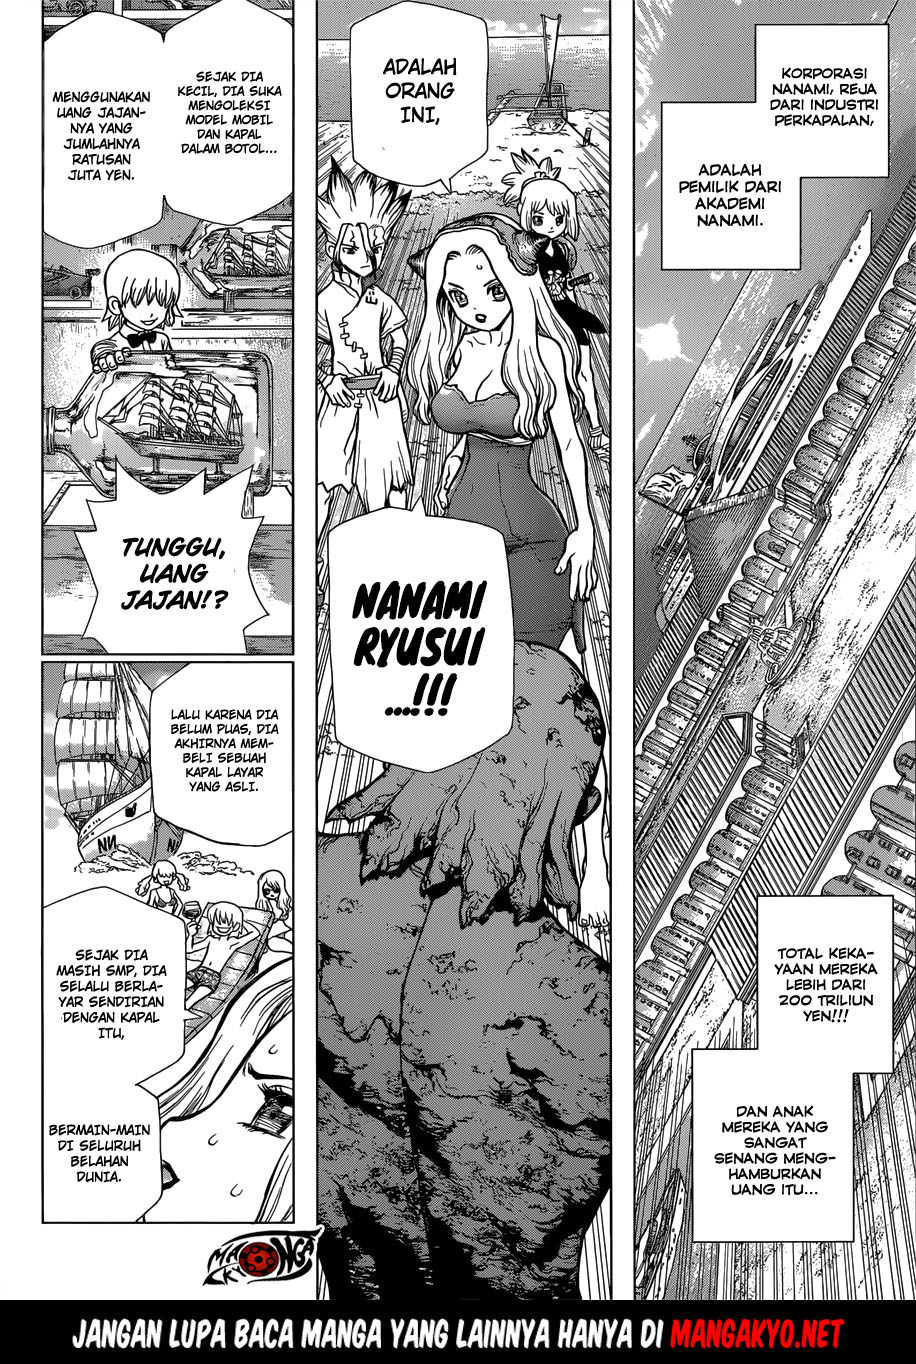 KORPORASI
NANAMI, REJA
DARI INDUSTRI
PERKAPALAN,
ADALAH
PEMILIK DARI
AKADEMI
NANAMI.
TOTAL KEKA-
YAAN MEREKA
LEBIH DARI
200 TRILIUN
YEN!!!
DAN ANAK
MEREKA YANG
SANGAT
SENANG MENG-
HAMBURKAN
UANG ITU...
ADALAH
ORANG
INI,
NANAMI
RYUSUI
....!!!
SEJAK DIA
KECIL, DIA SUKA
MENGOLEKSI
MODEL MOBIL
DAN KAPAL
DALAM BOTOL...
MENGGUNAKAN
UANG JAJAN-
NYA YANG
JUMLAHNYA
RATUSAN
JUTA YEN.
TUNGGU,
UANG
JAJAN!?
LALU KARENA DIA
BELUM PUAS, DIA
AKHIRNYA MEM-
BELI SEBUAH
KAPAL LAYAR
YANG ASLI.
NN
SEJAK DIA
MASIH SMP, DIA
SELALU BERLA-
YAR SENDIRIAN
DENGAN KAPAL
ITU,
BERMAIN-MAIN
DI SELURUH
BELAHAN
DUNIA.
MANGA
KYO
JANGAN LUPA BACA MANGA YANG LAINNYA HANYA DI MANGAKYO.NET